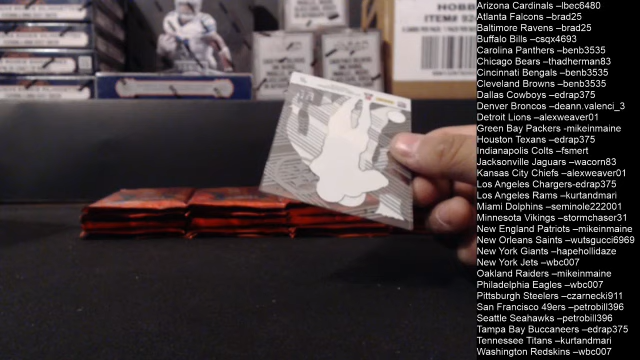 Arizona Cardinals –lbec6480
Atlanta Falcons –brad25
Baltimore Ravens –brad25
Buffalo Bills –csqx4693
Carolina Panthers –benb3535
Chicago Bears –thadherman83
Cincinnati Bengals –benb3535
Cleveland Browns –benb3535
Dallas Cowboys –edrap375
Denver Broncos –deann.valenci_3
Detroit Lions –alexweaver01
Green Bay Packers -mikeinmaine
Houston Texans –edrap375
Indianapolis Colts –fsmert
Jacksonville Jaguars –wacorn83
Kansas City Chiefs –alexweaver01
Los Angeles Chargers-edrap375
Los Angeles Rams –kurtandmari
Miami Dolphins –seminole222001
Minnesota Vikings –stormchaser31
New England Patriots –mikeinmaine
New Orleans Saints –wutsgucci6969
New York Giants –hapehollidaze
New York Jets –wbc007
Oakland Raiders –mikeinmaine
Philadelphia Eagles –wbc007
Pittsburgh Steelers –czarnecki911
San Francisco 49ers –petrobill396
Seattle Seahawks –petrobill396
Tampa Bay Buccaneers –edrap375
Tennessee Titans –kurtandmari
Washington Redskins –wbc007
HOBB
ITEM#